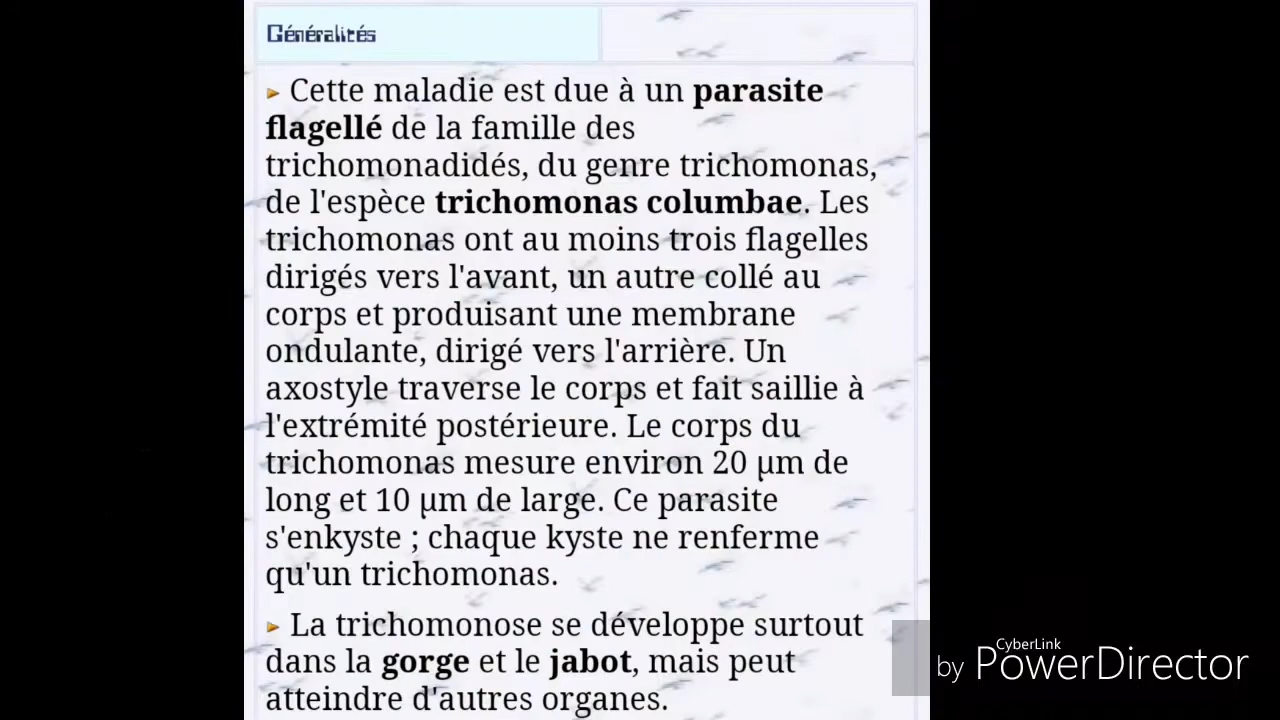 Généralités
► Cette maladie est due à un parasite
flagellé de la famille des
trichomonadidés, du genre trichomonas,
de l'espèce trichomonas columbae. Les
trichomonas ont au moins trois flagelles
dirigés vers l'avant, un autre collé au
corps et produisant une membrane
ondulante, dirigé vers l'arrière. Un
axostyle traverse le corps et fait saillie à
l'extrémité postérieure. Le corps du
trichomonas mesure environ 20 µm de
long et 10 µm de large. Ce parasite
s'enkyste ; chaque kyste ne renferme
qu'un trichomonas.
► La trichomonose se développe surtout
dans la gorge et le jabot, mais peut
atteindre d'autres organes.
CyberLink
by PowerDirector